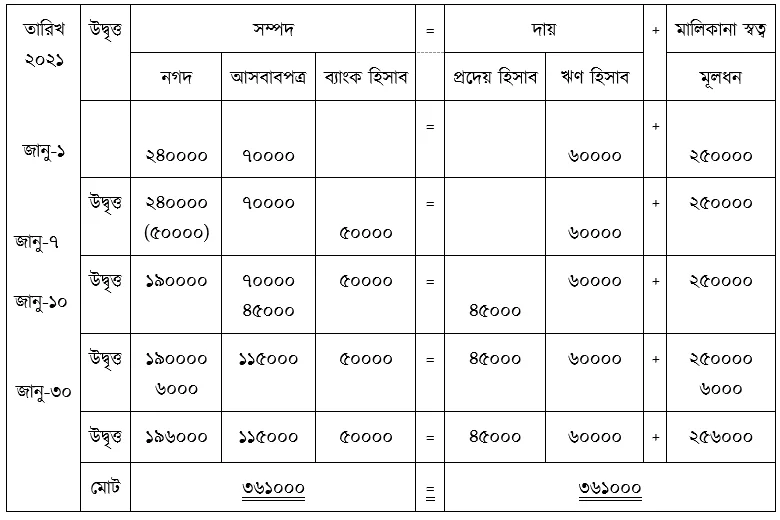 তারিখ উদ্বৃত্ত সম্পদ = দায় + মালিকানা স্বত্ব
২০২১
নগদ আসবাবপত্র ব্যাংক হিসাব প্রদেয় হিসাব ঋণ হিসাব মূলধন
= +
জানু-১ ২৪০০০০ ৭০০০০ ৬০০০০ ২৫০০০০
উদ্বৃত্ত ২৪০০০০ ৭০০০০ = + ২৫০০০০
জানু-৭ (৫০০০০) ৫০০০০ ৬০০০০
উদ্বৃত্ত ১৯০০০০ ৭০০০০ ৫০০০০ = ৬০০০০ + ২৫০০০০
জানু-১০ ৪৫০০০ ৪৫০০০
উদ্বৃত্ত ১৯০০০০ ১১৫০০০ ৫০০০০ = ৪৫০০০ ৬০০০০ + ২৫০০০০
জানু-৩০ ৬০০০ ৬০০০
উদ্বৃত্ত ১৯৬০০০ ১১৫০০০ ৫০০০০ = ৪৫০০০ ৬০০০০ + ২৫৬০০০
মোট ৩৬১০০০ = ৩৬১০০০